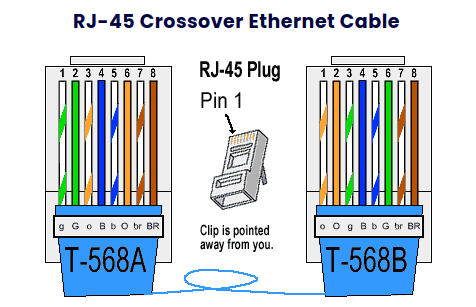 RJ-45 Crossover Ethernet Cable
1 2 3 4 5 6 7 8
RJ-45 Plug
Pin 1
1 2 3 4 5 6 7 8
Clip is pointed
away from you.
g G o B b O br BR
T-568A
o O g B b G br BR
T-568B